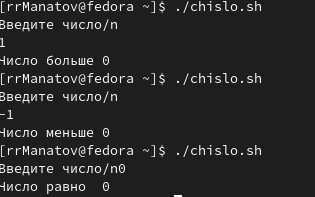 [rrManatov@fedora ~]$ ./chislo.sh
Введите число/n
1
Число больше 0
[rrManatov@fedora ~]$ ./chislo.sh
Введите число/n
-1
Число меньше 0
[rrManatov@fedora ~]$ ./chislo.sh
Введите число/n0
Число равно  0